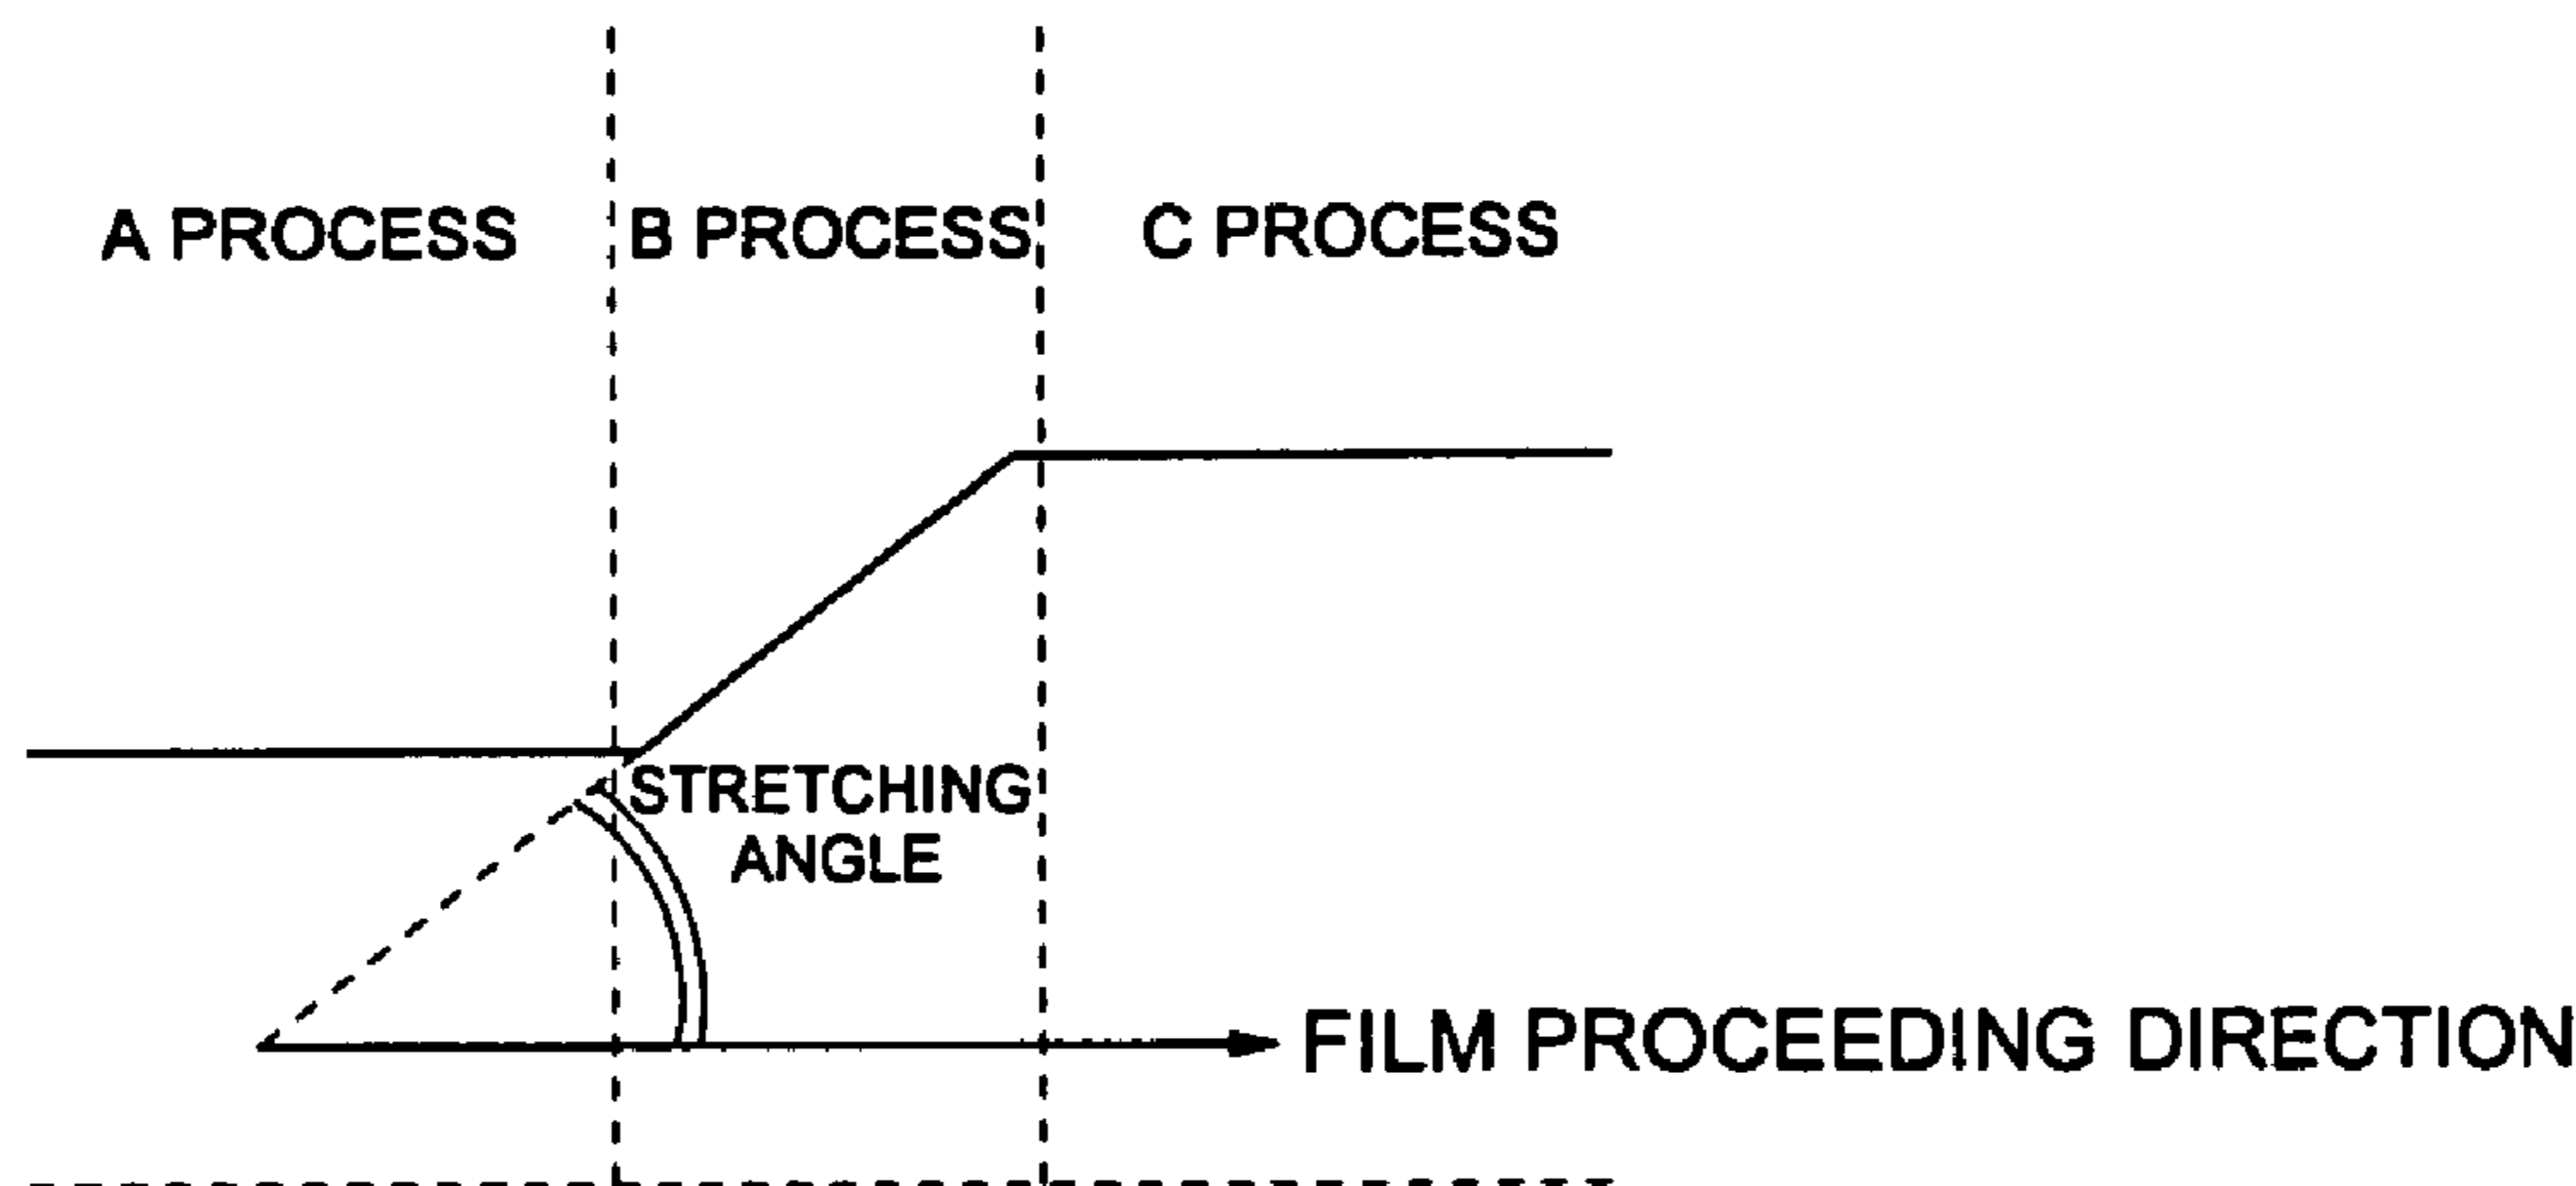 A PROCESS
B PROCESS
C PROCESS
STRETCHING
ANGLE
FILM PROCEEDING DIRECTION